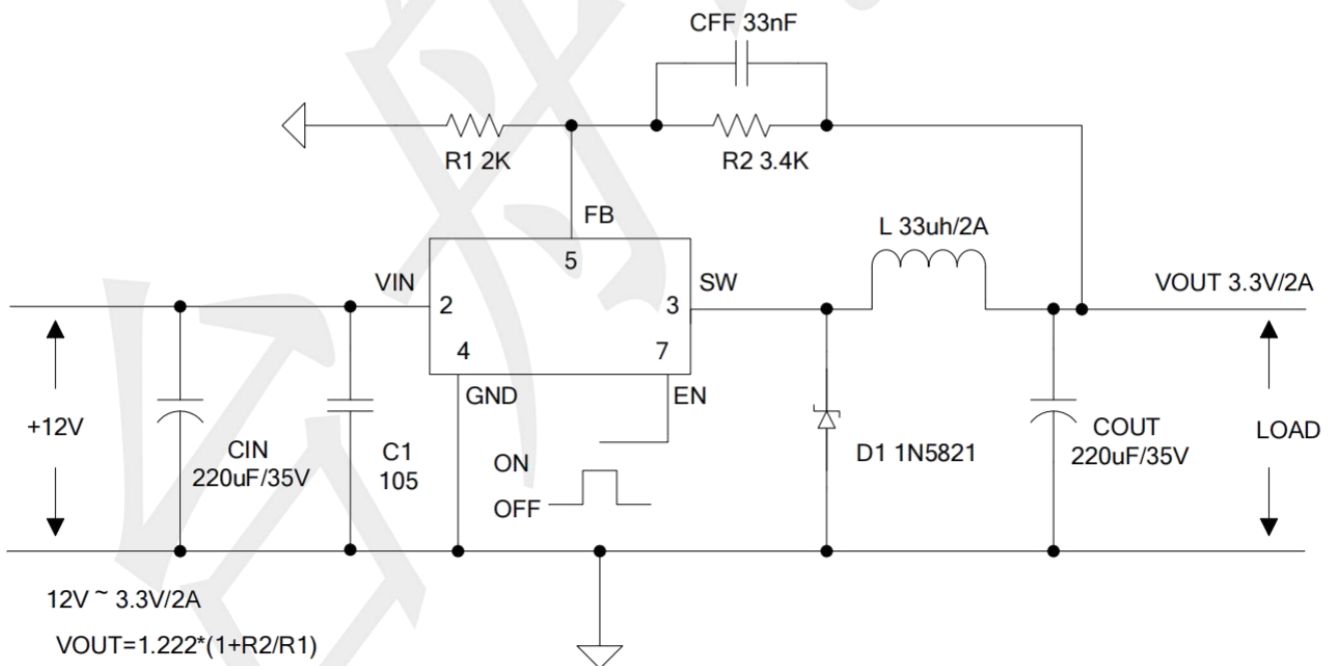 CFF 33nF
R1 2K
R2 3.4K
FB
5
L 33uh/2A
VIN
SW
VOUT 3.3V/2A
2
3
4
7
GND
EN
+12V
CIN
220uF/35V
C1
105
ON
OFF
D1 1N5821
COUT
220uF/35V
LOAD
12V ~ 3.3V/2A
VOUT=1.222*(1+R2/R1)